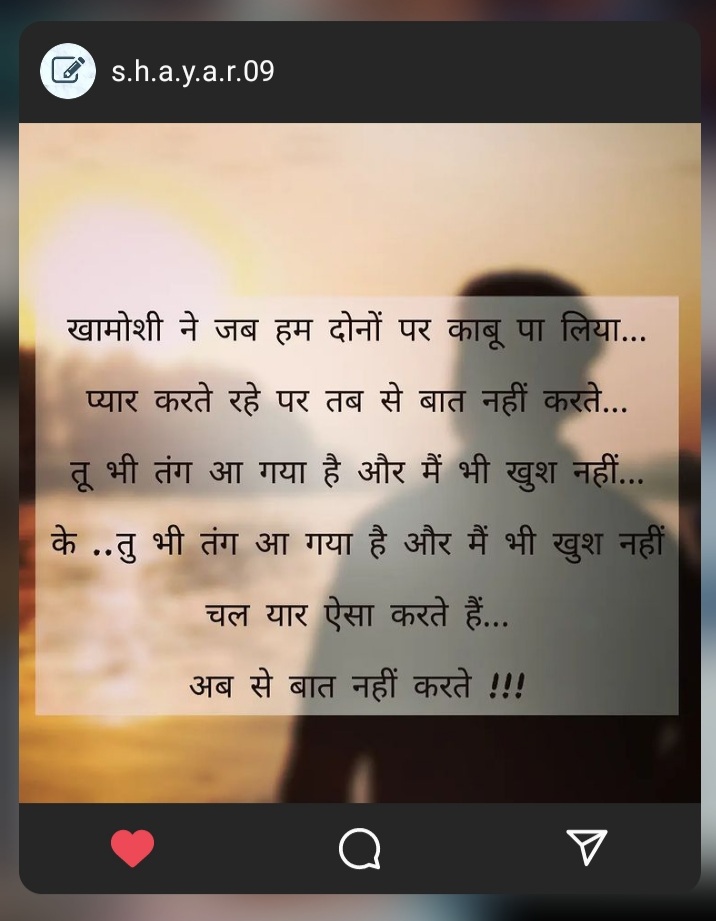 s.h.a.y.a.r.09
खामोशी ने जब हम दोनों पर काबू पा लिया...
प्यार करते रहे पर तब से बात नहीं करते...
तू भी तंग आ गया है और मैं भी खुश नहीं...
के ..तु भी तंग आ गया है और मैं भी खुश नहीं
चल यार ऐसा करते हैं...
अब से बात नहीं करते !!!